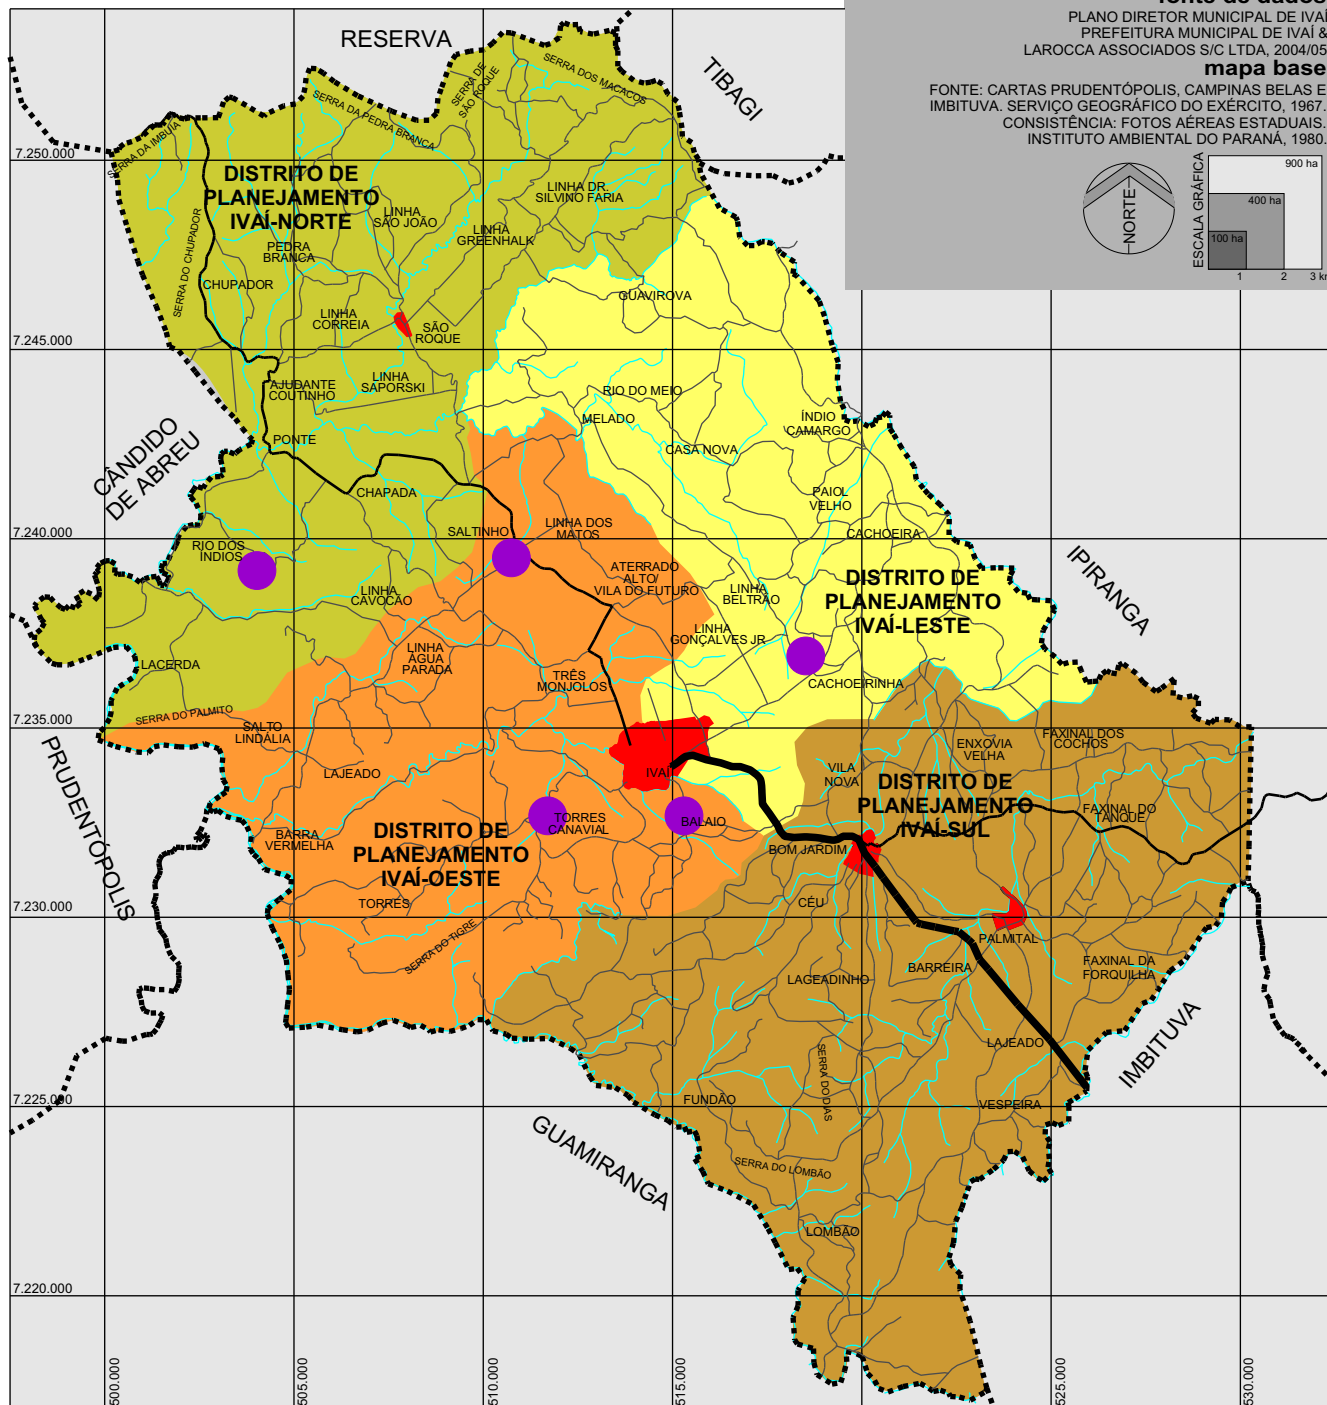 fonte de dados
PLANO DIRETOR MUNICIPAL DE IVAÍ
PREFEITURA MUNICIPAL DE IVAÍ &
LAROCCA ASSOCIADOS S/C LTDA, 2004/05
mapa base
FONTE: CARTAS PRUDENTÓPOLIS, CAMPINAS BELAS E
IMBITUVA. SERVIÇO GEOGRÁFICO DO EXÉRCITO, 1967.
CONSISTÊNCIA: FOTOS AÉREAS ESTADUAIS.
INSTITUTO AMBIENTAL DO PARANÁ, 1980.
NORTE
ESCALA GRÁFICA
900 ha
400 ha
100 ha
1
2
3 km
RESERVA
TIBAGI
SERRA DE
SÃO ROQUE
SERRA DOS MACACOS
SERRA DA PEDRA BRANCA
SERRA DA IMBUIA
7.250.000
DISTRITO DE
PLANEJAMENTO
IVAÍ-NORTE
LINHA DR.
SILVINO FARIA
LINHA
SÃO JOÃO
LINHA
GREENHALK
PEDRA
BRANCA
SERRA DO CHUPADOR
CHUPADOR
GUAVIROVA
LINHA
CORREIA
SÃO
ROQUE
7.245.000
AJUDANTE
COUTINHO
LINHA
SAPORSKI
RIO DO MEIO
MELADO
ÍNDIO
CAMARGO
CASA NOVA
PONTE
CÂNDIDO
DE ABREU
CHAPADA
PAIOL
VELHO
7.240.000
SALTINHO
LINHA DOS
MATOS
CACHOEIRA
RIO DOS
ÍNDIOS
ATERRADO
ALTO/
VILA DO FUTURO
LINHA
CAVOCÃO
LINHA
BELTRÃO
DISTRITO DE
PLANEJAMENTO
IVAÍ-LESTE
IPIRANGA
LINHA
GONÇALVES JR.
LACERDA
LINHA
ÁGUA
PARADA
TRÊS
MONJOLOS
CACHOEIRINHA
SERRA DO PALMITO
7.235.000
SALTO
LINDÁLIA
FAXINAL DOS
COCHOS
ENXOVIA
VELHA
PRUDENTÓPOLIS
LAJEADO
IVAÍ
VILA
NOVA
DISTRITO DE
PLANEJAMENTO
IVAÍ-SUL
FAXINAL DO
TANQUE
BARRA
VERMELHA
DISTRITO DE
PLANEJAMENTO
IVAÍ-OESTE
TORRES
CANAVIAL
BALAIO
BOM JARDIM
7.230.000
TORRES
CÉU
SERRA DO TIGRE
PALMITAL
BARREIRA
LAGEADINHO
FAXINAL DA
FORQUILHA
LAJEADO
IMBITUVA
SERRA DO DIAS
FUNDÃO
VESPEIRA
7.225.000
GUAMIRANGA
SERRA DO LOMBÃO
LOMBÃO
7.220.000
500.000
505.000
510.000
515.000
525.000
530.000